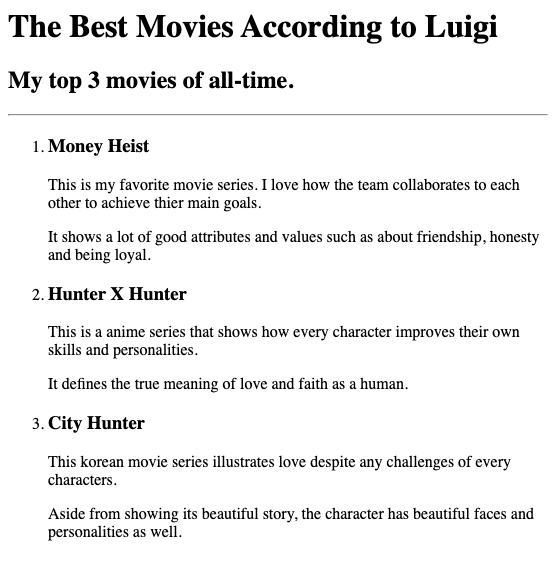 The Best Movies According to Luigi
My top 3 movies of all-time.
1. Money Heist
This is my favorite movie series. I love how the team collaborates to each
other to achieve thier main goals.
It shows a lot of good attributes and values such as about friendship, honesty
and being loyal.
2. Hunter X Hunter
This is a anime series that shows how every character improves their own
skills and personalities.
It defines the true meaning of love and faith as a human.
3. City Hunter
This korean movie series illustrates love despite any challenges of every
characters.
Aside from showing its beautiful story, the character has beautiful faces and
personalities as well.